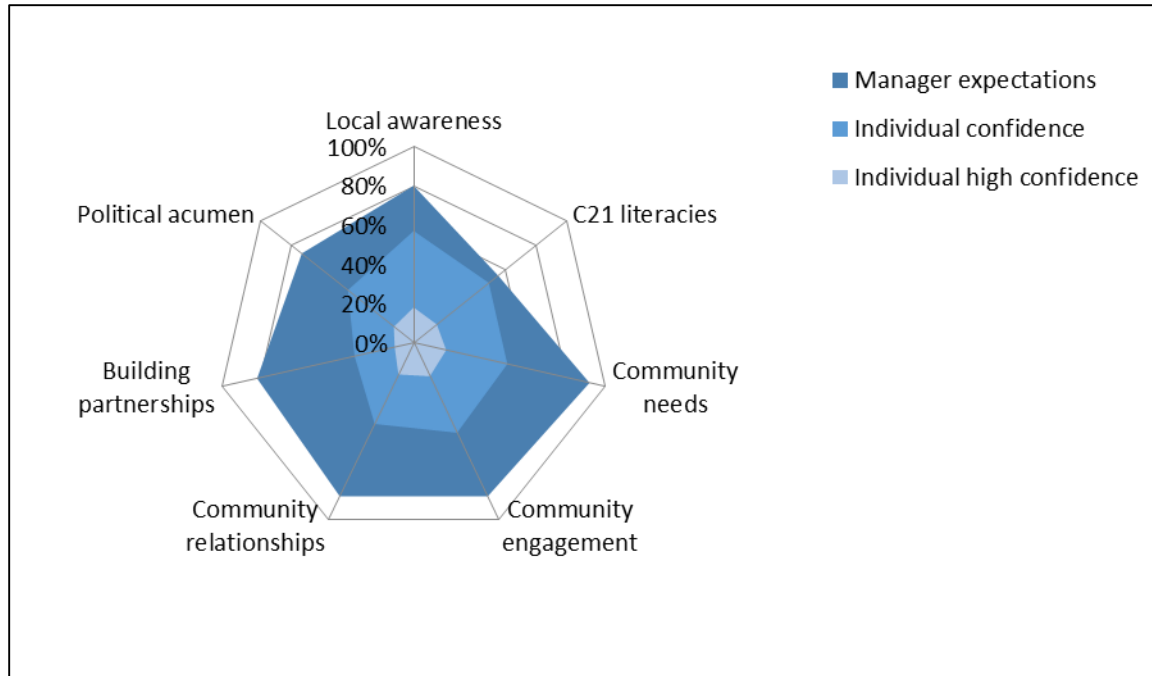 Manager expectations
Individual confidence
Individual high confidence
Local awareness
100%
80%
60%
40%
20%
0%
C21 literacies
Community
needs
Community
engagement
Community
relationships
Building
partnerships
Political acumen